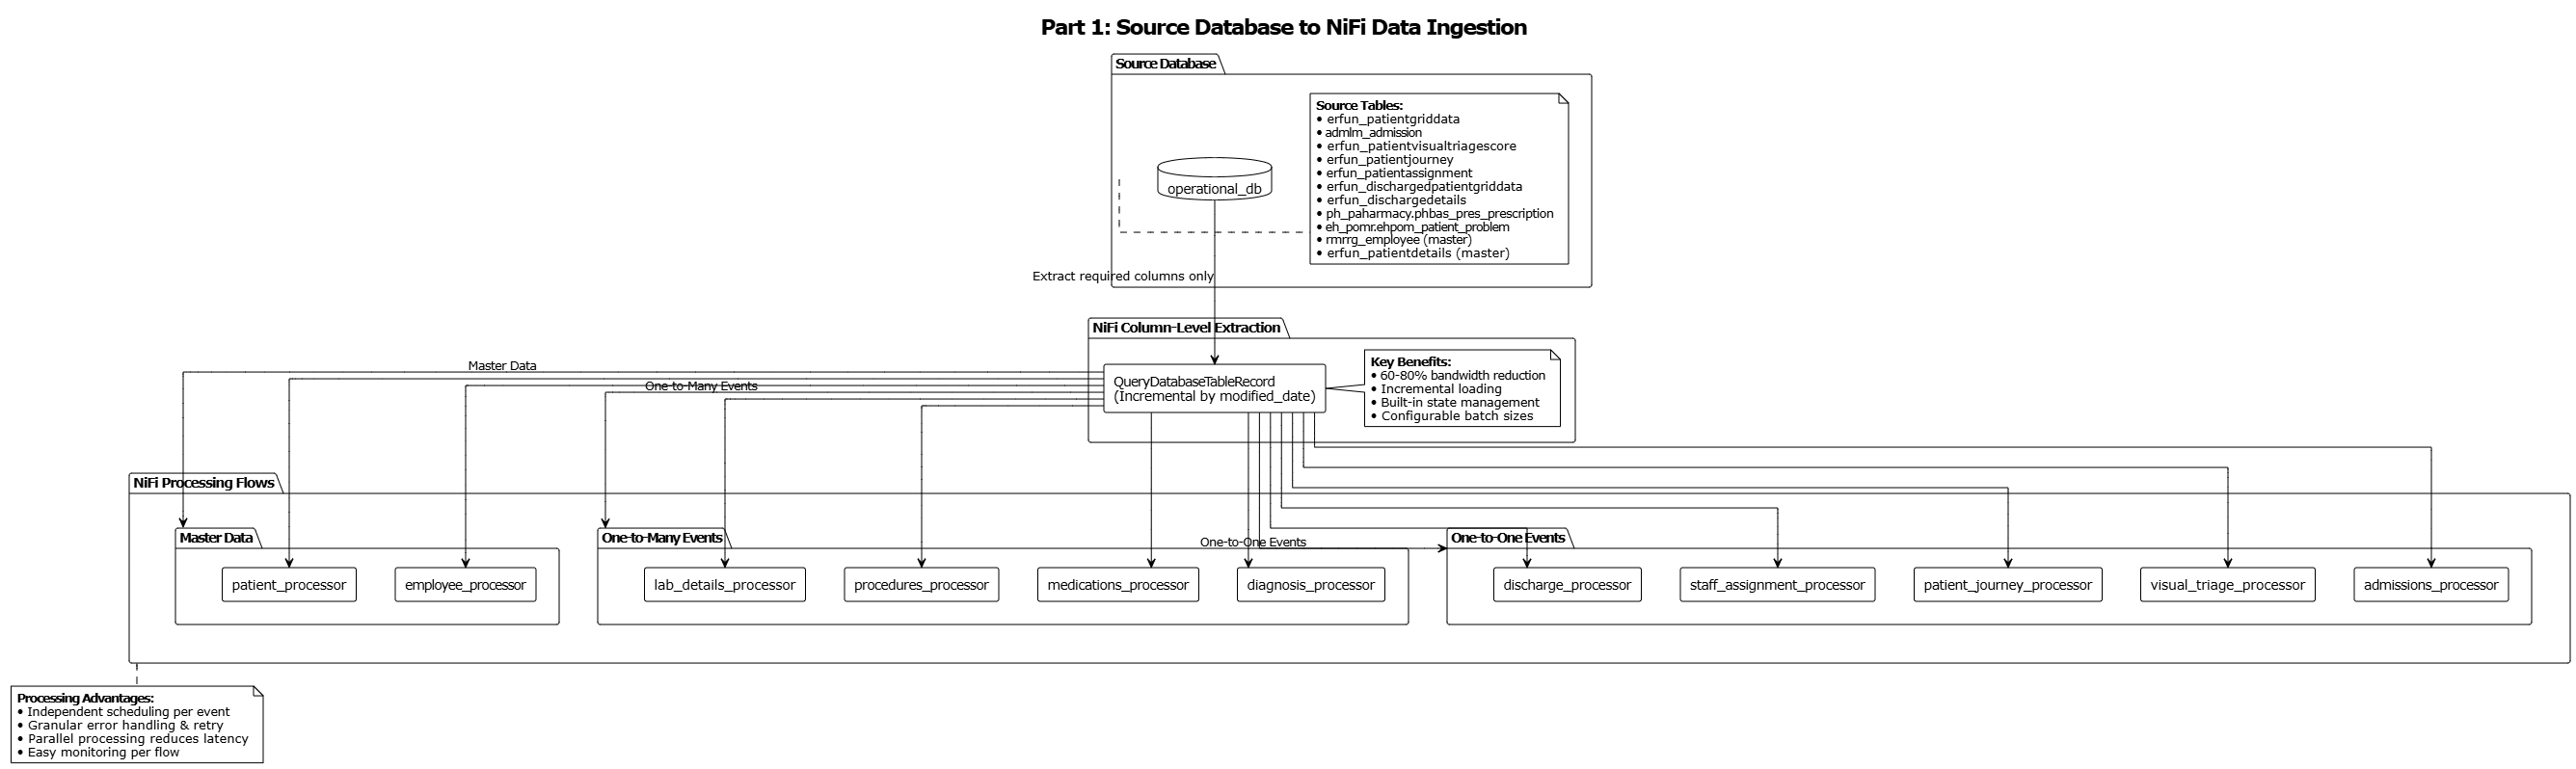 Part 1: Source Database to NiFi Data Ingestion
Source Database
Source Tables:
• erfun_patientgriddata
• admlm_admission
• erfun_patientvisualtriagescore
• erfun_patientjourney
• erfun_patientassignment
• erfun_dischargedpatientgriddata
• erfun_dischargedetails
• ph_paharmacy.phbas_pres_prescription
• eh_pomr.ehpom_patient_problem
• rmrrg_employee (master)
• erfun_patientdetails (master)
operational_db
Extract required columns only
NiFi Column-Level Extraction
QueryDatabaseTableRecord
(Incremental by modified_date)
Key Benefits:
• 60-80% bandwidth reduction
• Incremental loading
• Built-in state management
• Configurable batch sizes
Master Data
One-to-Many Events
NiFi Processing Flows
Master Data
patient_processor
employee_processor
One-to-Many Events
lab_details_processor
procedures_processor
medications_processor
diagnosis_processor
One-to-One Events
One-to-One Events
discharge_processor
staff_assignment_processor
patient_journey_processor
visual_triage_processor
admissions_processor
Processing Advantages:
• Independent scheduling per event
• Granular error handling & retry
• Parallel processing reduces latency
• Easy monitoring per flow